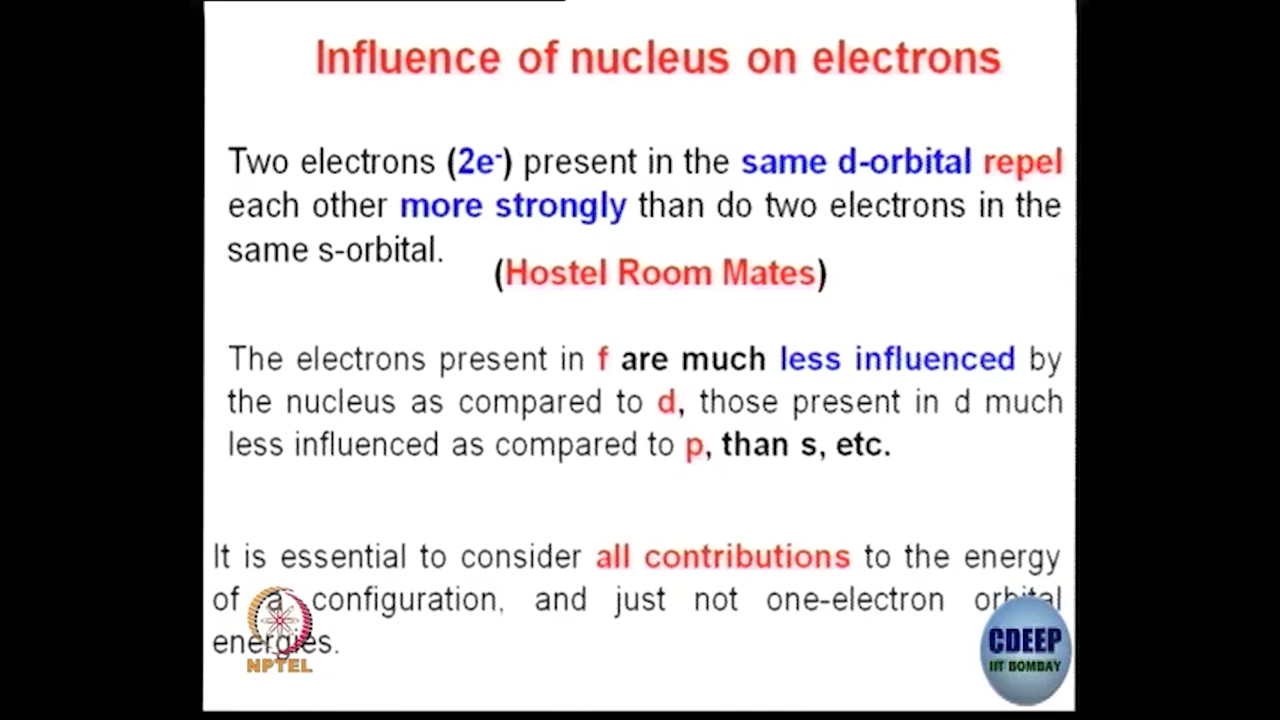 Influence of nucleus on electrons
Two electrons (2e-) present in the same d-orbital repel
each other more strongly than do two electrons in the
same s-orbital.
(Hostel Room Mates)
The electrons present in f are much less influenced by
the nucleus as compared to d, those present in d much
less influenced as compared to p, than s, etc.
It is essential to consider all contributions to the energy
of a configuration, and just not one-electron orbital
energies.
NPTEL
CDEEP
IIT BOMBAY